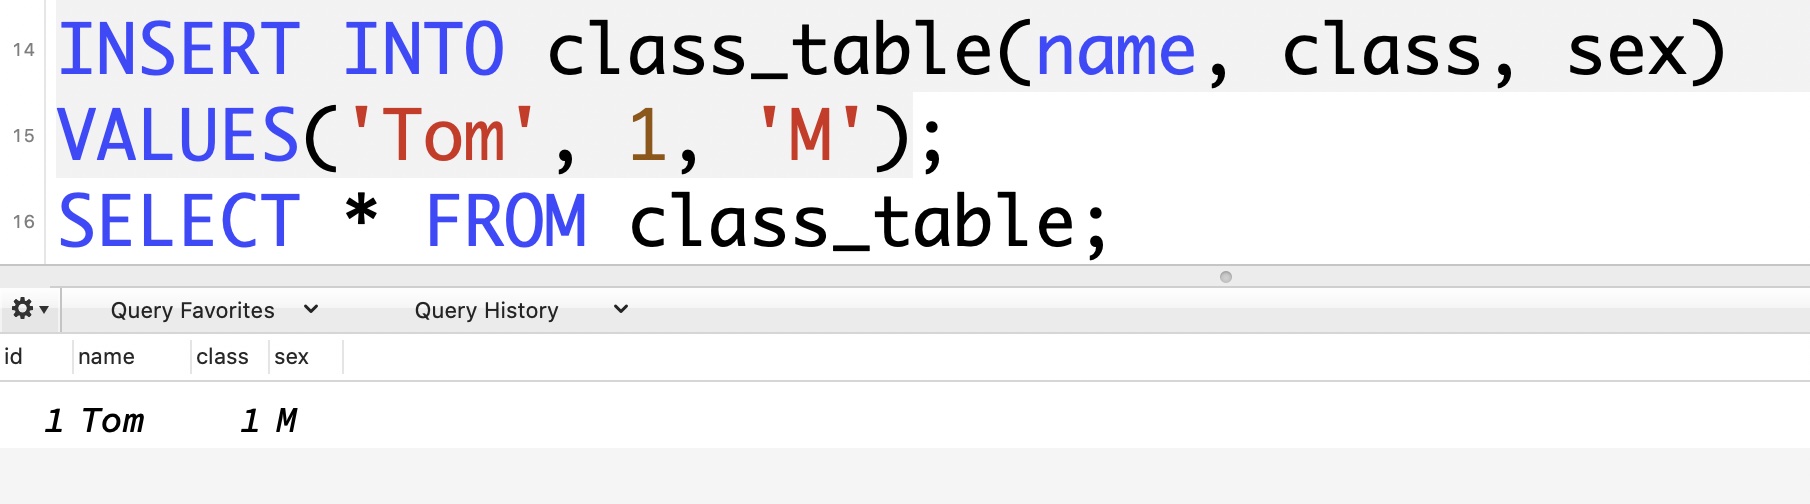 14 INSERT INTO class_table(name, class, sex)
15 VALUES('Tom', 1, 'M');
16 SELECT * FROM class_table;
Query Favorites Query History
id name class sex
1 Tom 1 M